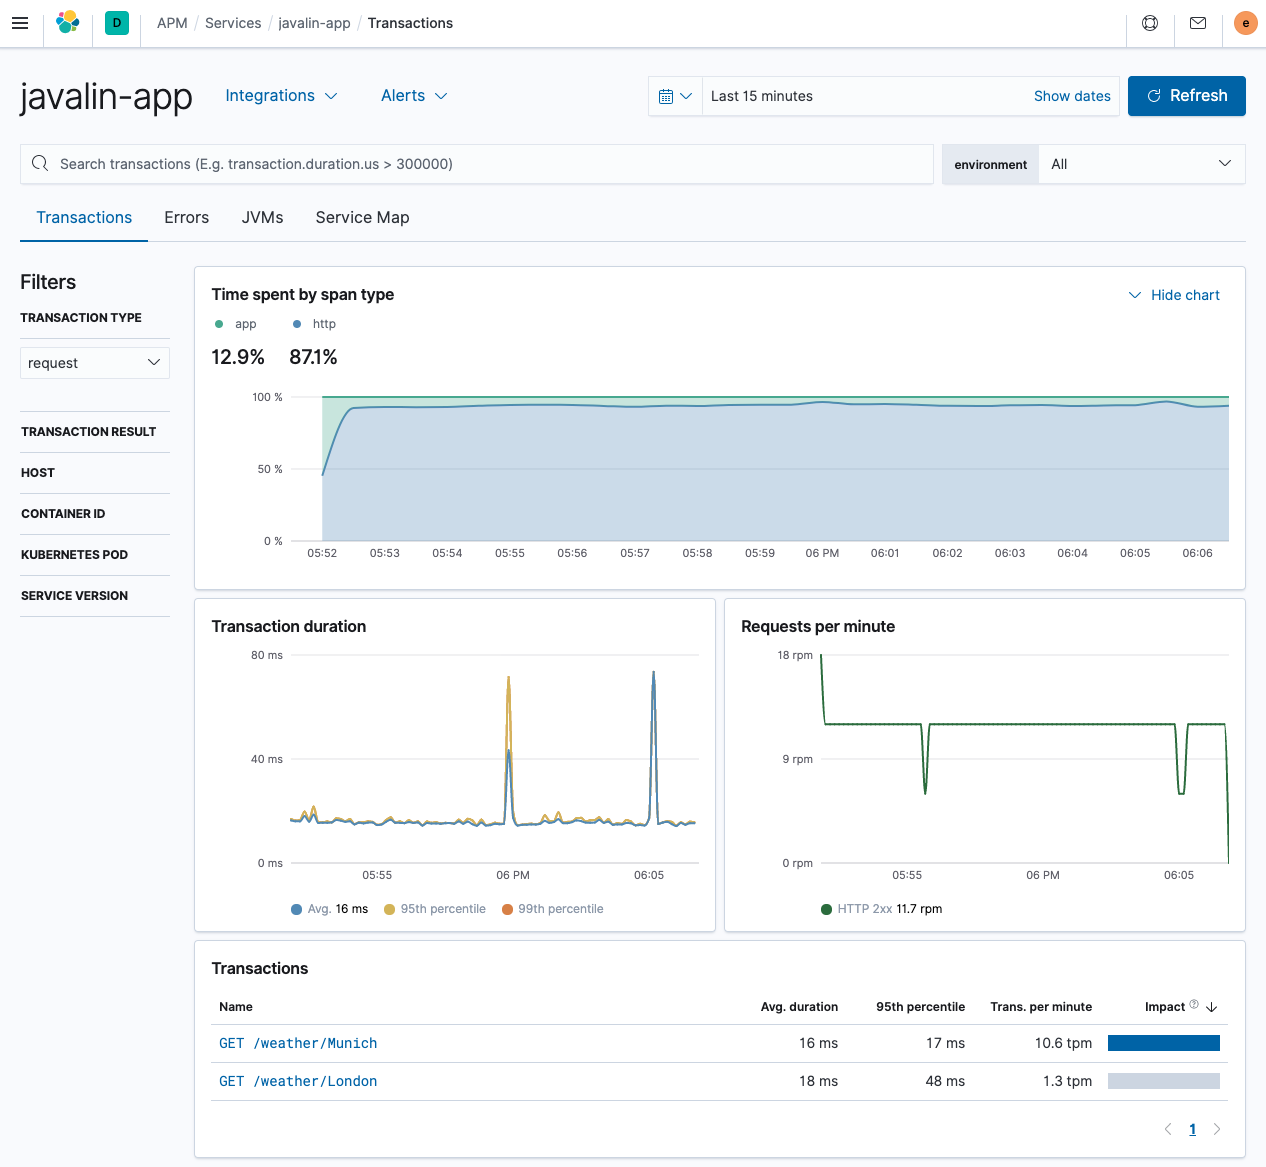 D APM / Services / javalin-app / Transactions e
javalin-app Integrations Alerts Last 15 minutes Show dates Refresh
Search transactions (E.g. transaction.duration.us > 300000) environment All
Transactions Errors JVMs Service Map
Filters
TRANSACTION TYPE
request
TRANSACTION RESULT
HOST
CONTAINER ID
KUBERNETES POD
SERVICE VERSION
Time spent by span type Hide chart
app http
12.9% 87.1%
100 %
50 %
0 %
05:52 05:53 05:54 05:55 05:56 05:57 05:58 05:59 06 PM 06:01 06:02 06:03 06:04 06:05 06:06
Transaction duration
80 ms
40 ms
0 ms
05:55 06 PM 06:05
Avg. 16 ms 95th percentile 99th percentile
Requests per minute
18 rpm
9 rpm
0 rpm
05:55 06 PM 06:05
HTTP 2xx 11.7 rpm
Transactions
Name Avg. duration 95th percentile Trans. per minute Impact ?
GET /weather/Munich 16 ms 17 ms 10.6 tpm
GET /weather/London 18 ms 48 ms 1.3 tpm
1